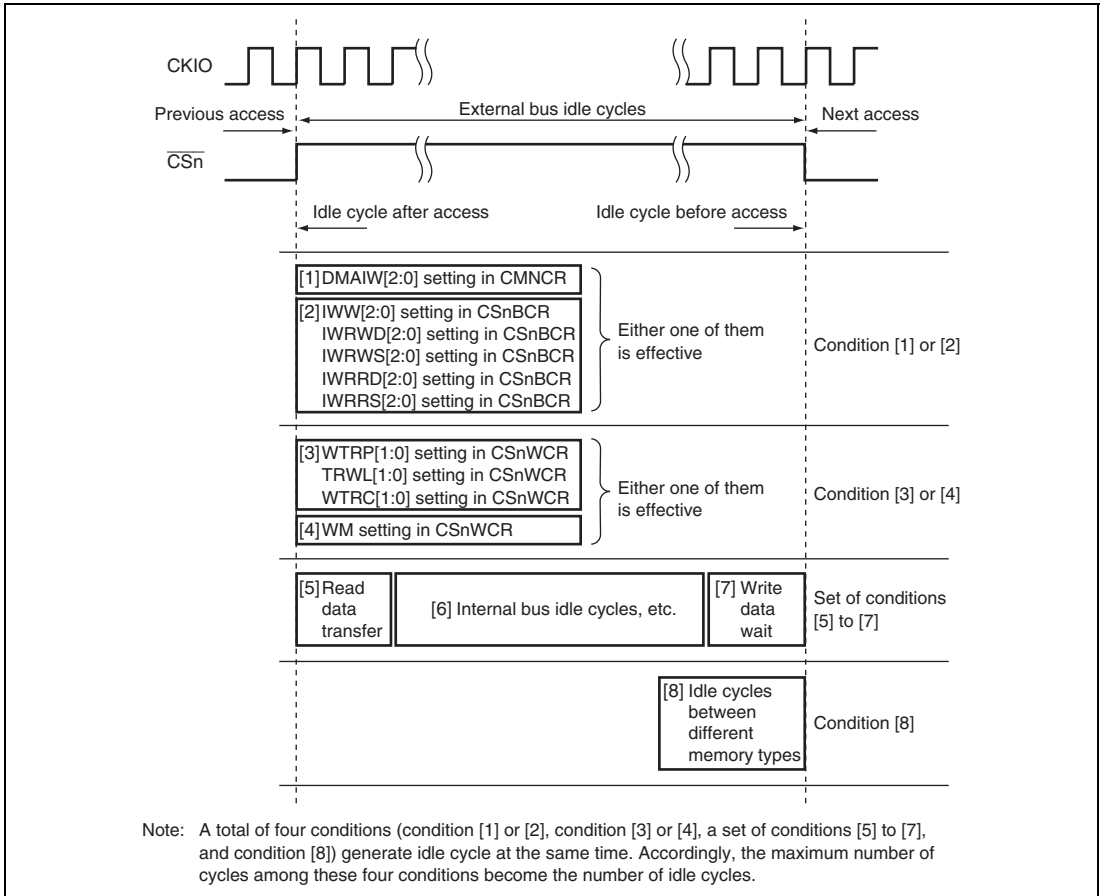 CKIO
Previous access
External bus idle cycles
Next access
CSn
Idle cycle after access
Idle cycle before access
[1]DMAIW[2:0] setting in CMNCR
[2]IWW[2:0] setting in CSnBCR
IWRWD[2:0] setting in CSnBCR
IWRWS[2:0] setting in CSnBCR
IWRRD[2:0] setting in CSnBCR
IWRRS[2:0] setting in CSnBCR
Either one of them
is effective
Condition [1] or [2]
[3]WTRP[1:0] setting in CSnWCR
TRWL[1:0] setting in CSnWCR
WTRC[1:0] setting in CSnWCR
[4]WM setting in CSnWCR
Either one of them
is effective
Condition [3] or [4]
[5]Read
data
transfer
[6] Internal bus idle cycles, etc.
[7] Write
data
wait
Set of conditions
[5] to [7]
[8] Idle cycles
between
different
memory types
Condition [8]
Note: A total of four conditions (condition [1] or [2], condition [3] or [4], a set of conditions [5] to [7],
and condition [8]) generate idle cycle at the same time. Accordingly, the maximum number of
cycles among these four conditions become the number of idle cycles.